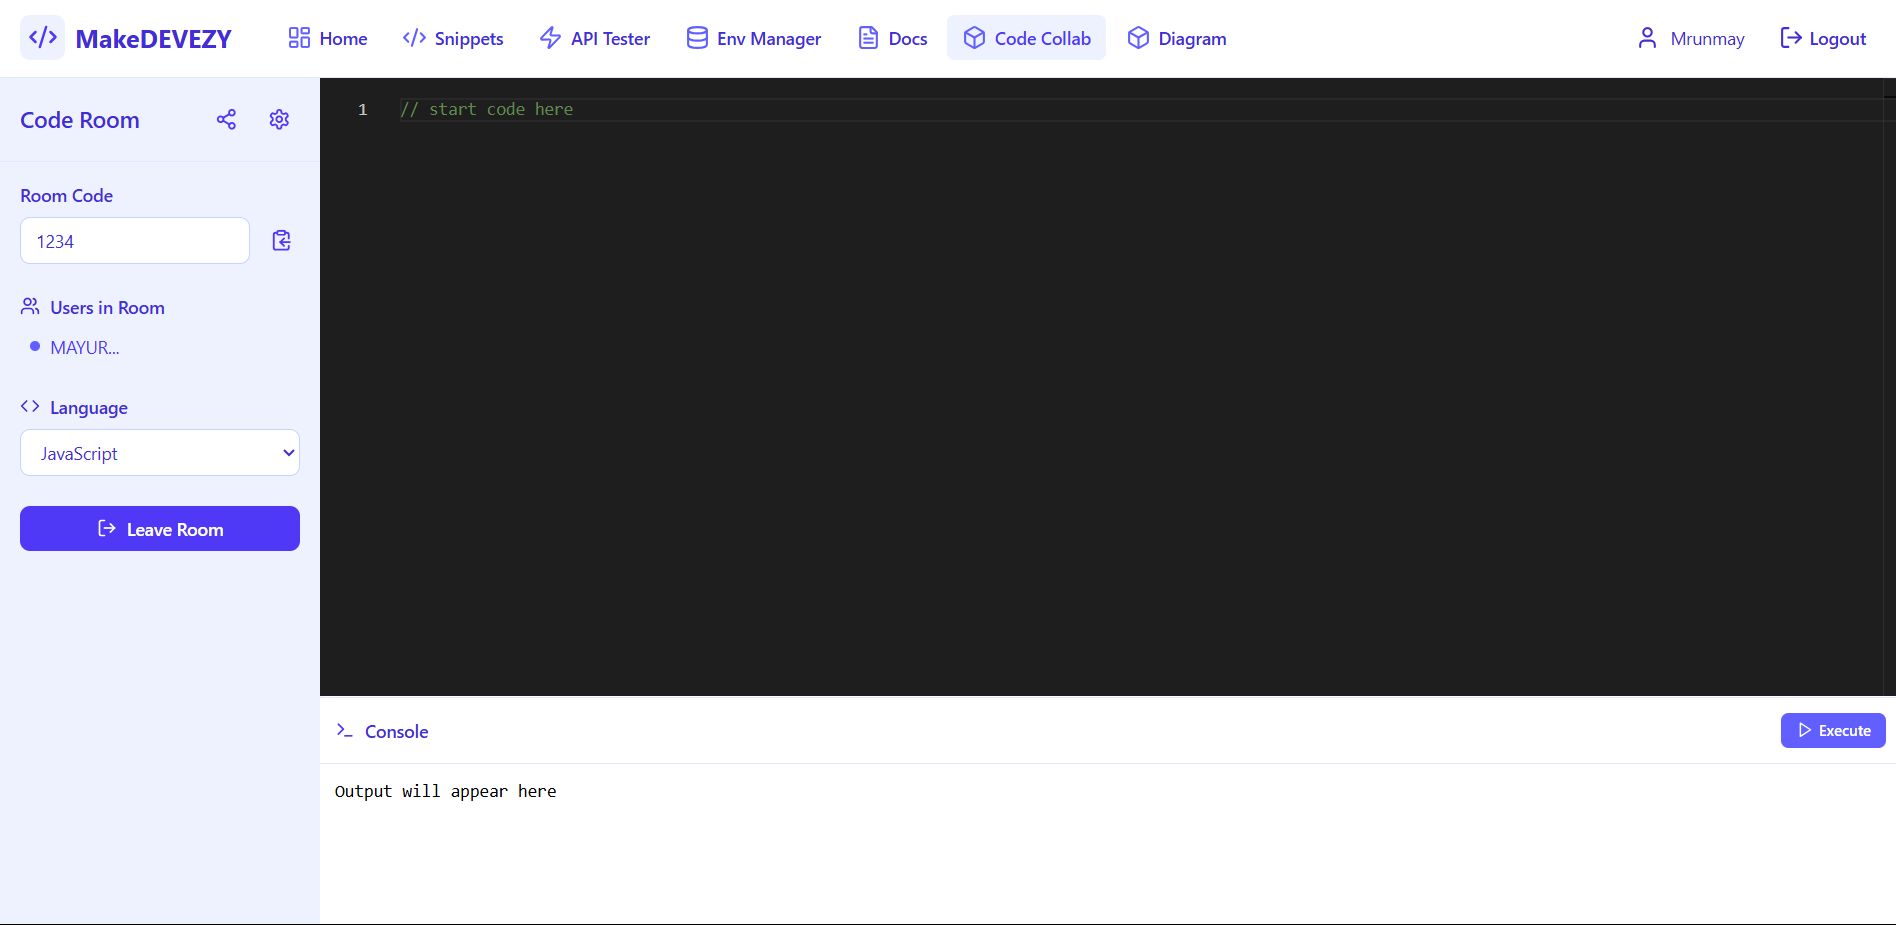 MakeDEVEZY Home Snippets API Tester Env Manager Docs Code Collab Diagram Mrunmay Logout
Code Room
Room Code
1234
Users in Room
MAYUR...
Language
JavaScript
Leave Room
1 // start code here
Console Execute
Output will appear here